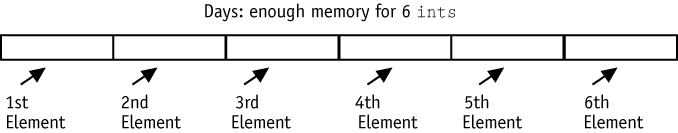 Days: enough memory for 6 ints
1st
Element
2nd
Element
3rd
Element
4th
Element
5th
Element
6th
Element